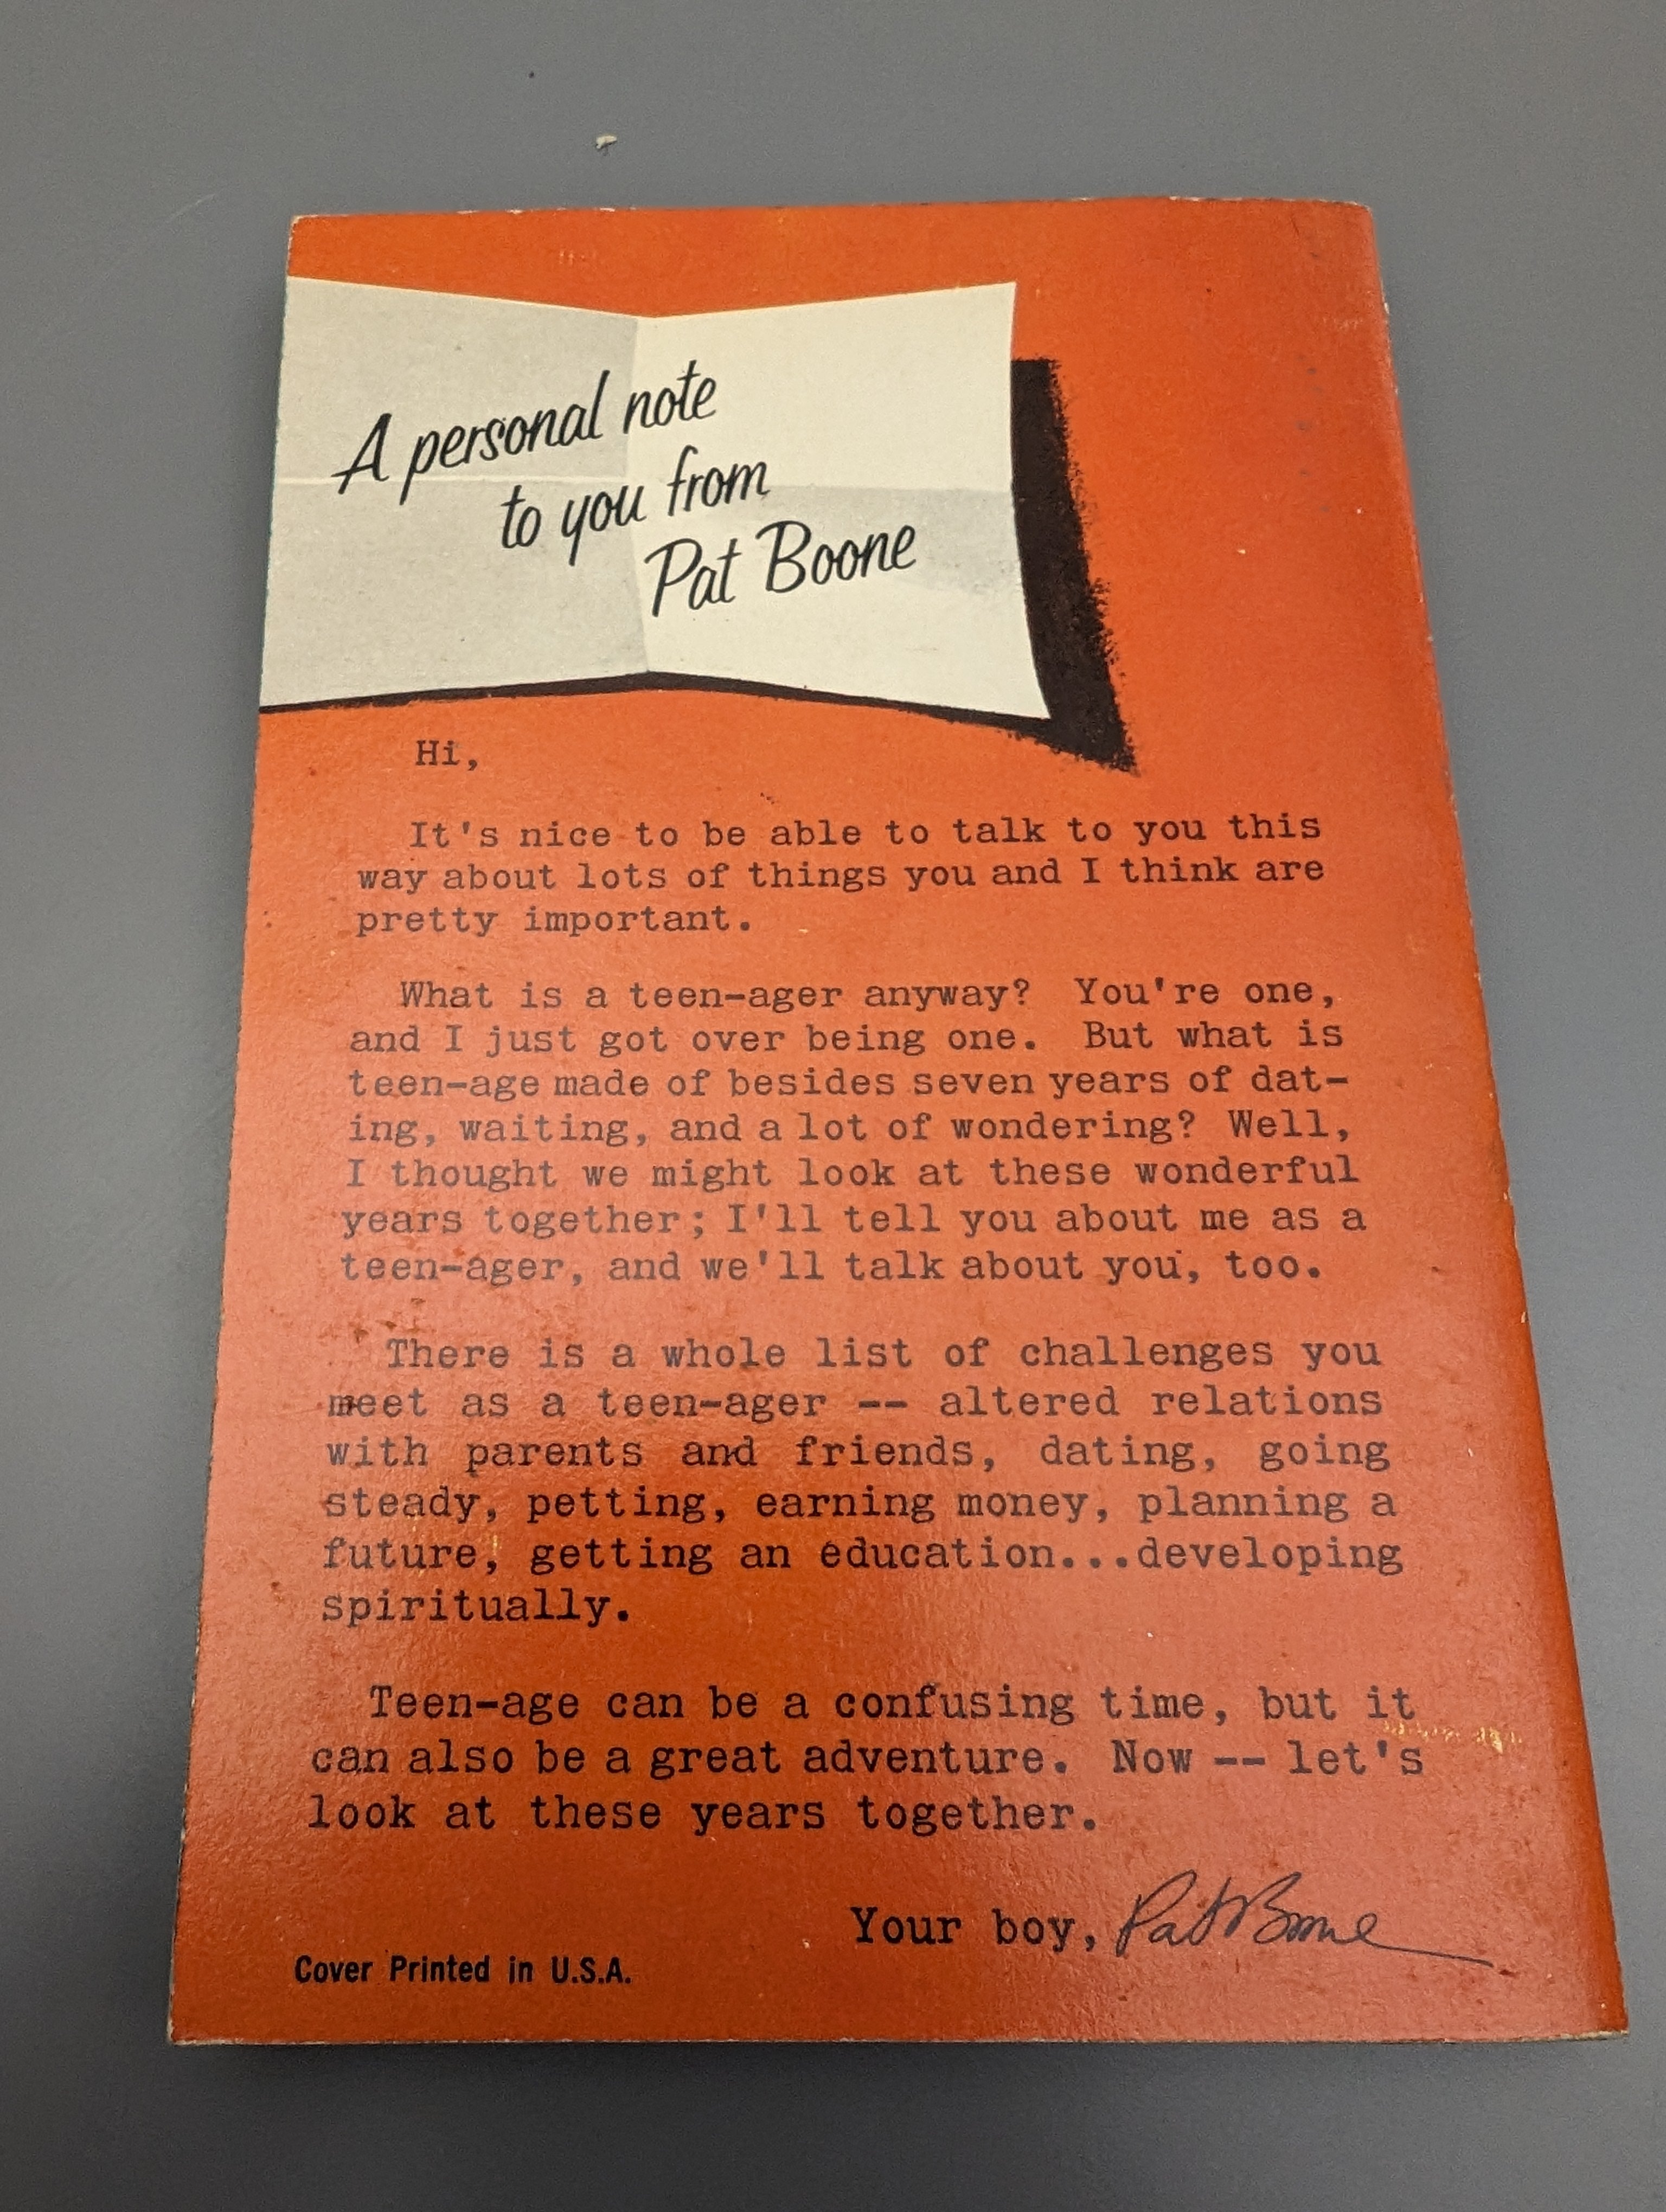 A personal note
to you from
Pat Boone
Hi,
It's nice to be able to talk to you this
way about lots of things you and I think are
pretty important.
What is a teen-ager anyway? You're one,
and I just got over being one. But what is
teen-age made of besides seven years of dat-
ing, waiting, and a lot of wondering? Well,
I thought we might look at these wonderful
years together; I'll tell you about me as a
teen-ager, and we'll talk about you, too.
There is a whole list of challenges you
meet as a teen-ager -- altered relations
with parents and friends, dating, going
steady, petting, earning money, planning a
future, getting an education...developing
spiritually.
Teen-age can be a confusing time, but it
can also be a great adventure. Now -- let's
look at these years together.
Your boy, Pat Boone
Cover Printed in U.S.A.